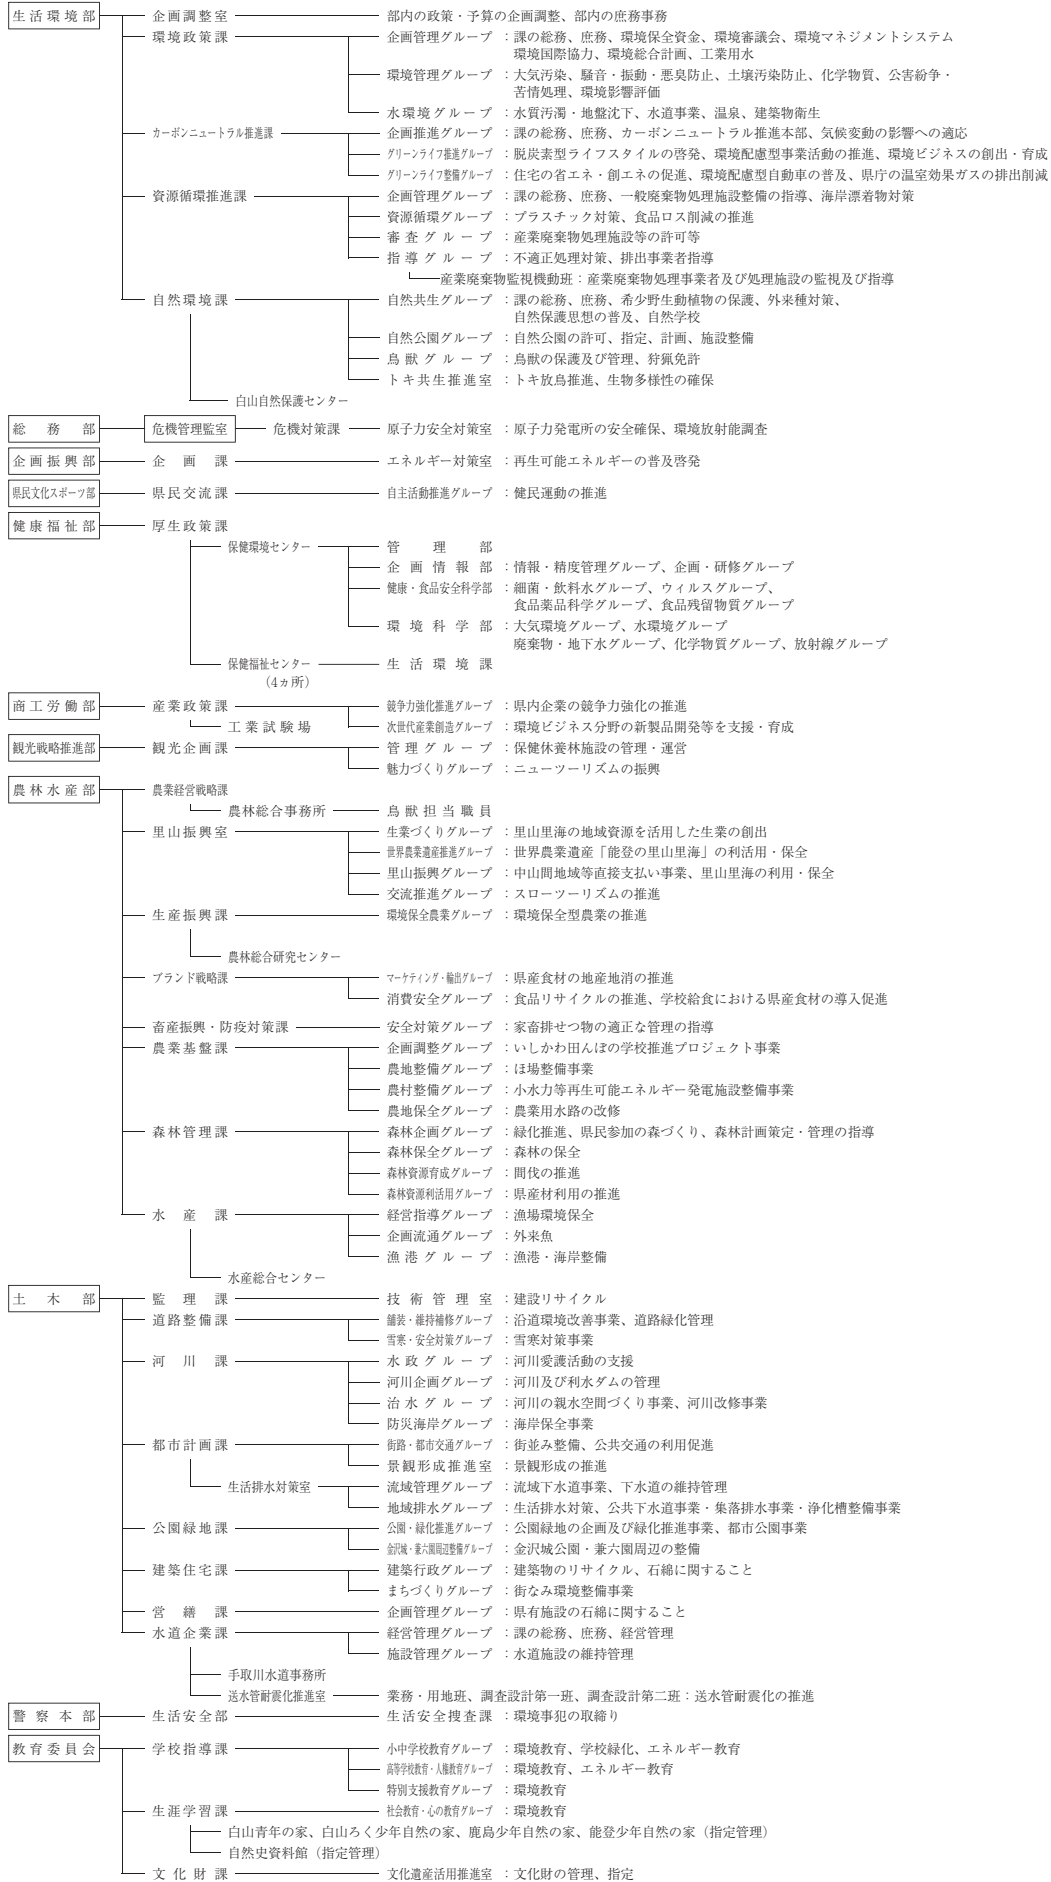 生活環境部 企画調整室 部内の政策・予算の企画調整、部内の庶務事務
環境政策課 企画管理グループ：課の総務、庶務、環境保全資金、環境審議会、環境マネジメントシステム
環境国際協力、環境総合計画、工業用水
環境管理グループ：大気汚染、騒音・振動・悪臭防止、土壌汚染防止、化学物質、公害紛争・
苦情処理、環境影響評価
水環境グループ：水質汚濁・地盤沈下、水道事業、温泉、建築物衛生
カーボンニュートラル推進課 企画推進グループ：課の総務、庶務、カーボンニュートラル推進本部、気候変動の影響への適応
グリーンライフ推進グループ：脱炭素型ライフスタイルの啓発、環境配慮型事業活動の推進、環境ビジネスの創出・育成
グリーンライフ整備グループ：住宅の省エネ・創エネの促進、環境配慮型自動車の普及、県庁の温室効果ガスの排出削減
資源循環推進課 企画管理グループ：課の総務、庶務、一般廃棄物処理施設整備の指導、海岸漂着物対策
資源循環グループ：プラスチック対策、食品ロス削減の推進
審査グループ：産業廃棄物処理施設等の許可等
指導グループ：不適正処理対策、排出事業者指導
産業廃棄物監視機動班：産業廃棄物処理事業者及び処理施設の監視及び指導
自然環境課 自然共生グループ：課の総務、庶務、希少野生動植物の保護、外来種対策、
自然保護思想の普及、自然学校
自然公園グループ：自然公園の許可、指定、計画、施設整備
鳥獣グループ：鳥獣の保護及び管理、狩猟免許
トキ共生推進室：トキ放鳥推進、生物多様性の確保
白山自然保護センター
総務部 危機管理監室 危機対策課 原子力安全対策室：原子力発電所の安全確保、環境放射能調査
企画振興部 企画課 エネルギー対策室：再生可能エネルギーの普及啓発
県民文化スポーツ部 県民交流課 自主活動推進グループ：健民運動の推進
健康福祉部 厚生政策課
保健環境センター 管理部
企画情報部：情報・精度管理グループ、企画・研修グループ
健康・食品安全科学部：細菌・飲料水グループ、ウィルスグループ、
食品薬品科学グループ、食品残留物質グループ
環境科学部：大気環境グループ、水環境グループ
廃棄物・地下水グループ、化学物質グループ、放射線グループ
保健福祉センター 生活環境課
（4ヵ所）
商工労働部 産業政策課 競争力強化推進グループ：県内企業の競争力強化の推進
工業試験場 次世代産業創造グループ：環境ビジネス分野の新製品開発等を支援・育成
観光戦略推進部 観光企画課 管理グループ：保健休養林施設の管理・運営
魅力づくりグループ：ニューツーリズムの振興
農林水産部 農業経営戦略課
農林総合事務所 鳥獣担当職員
里山振興室 生業づくりグループ：里山里海の地域資源を活用した生業の創出
世界農業遺産推進グループ：世界農業遺産「能登の里山里海」の利活用・保全
里山振興グループ：中山間地域等直接支払い事業、里山里海の利用・保全
交流推進グループ：スローツーリズムの推進
生産振興課 環境保全農業グループ：環境保全型農業の推進
農林総合研究センター
ブランド戦略課 マーケティング・輸出グループ：県産食材の地産地消の推進
消費安全グループ：食品リサイクルの推進、学校給食における県産食材の導入促進
畜産振興・防疫対策課 安全対策グループ：家畜排せつ物の適正な管理の指導
農業基盤課 企画調整グループ：いしかわ田んぼの学校推進プロジェクト事業
農地整備グループ：ほ場整備事業
農村整備グループ：小水力等再生可能エネルギー発電施設整備事業
農地保全グループ：農業用水路の改修
森林管理課 森林企画グループ：緑化推進、県民参加の森づくり、森林計画策定・管理の指導
森林保全グループ：森林の保全
森林資源育成グループ：間伐の推進
森林資源利活用グループ：県産材利用の推進
水産課 経営指導グループ：漁場環境保全
企画流通グループ：外来魚
漁港グループ：漁港・海岸整備
水産総合センター
土木部 監理課 技術管理室：建設リサイクル
道路整備課 舗装・維持補修グループ：沿道環境改善事業、道路緑化管理
雪寒・安全対策グループ：雪寒対策事業
河川課 水政グループ：河川愛護活動の支援
河川企画グループ：河川及び利水ダムの管理
治水グループ：河川の親水空間づくり事業、河川改修事業
防災海岸グループ：海岸保全事業
都市計画課 街路・都市交通グループ：街並み整備、公共交通の利用促進
景観形成推進室：景観形成の推進
生活排水対策室 流域管理グループ：流域下水道事業、下水道の維持管理
地域排水グループ：生活排水対策、公共下水道事業・集落排水事業・浄化槽整備事業
公園緑地課 公園・緑化推進グループ：公園緑地の企画及び緑化推進事業、都市公園事業
金沢城・兼六園周辺整備グループ：金沢城公園・兼六園周辺の整備
建築住宅課 建築行政グループ：建築物のリサイクル、石綿に関すること
まちづくりグループ：街なみ環境整備事業
営繕課 企画管理グループ：県有施設の石綿に関すること
水道企業課 経営管理グループ：課の総務、庶務、経営管理
施設管理グループ：水道施設の維持管理
手取川水道事務所
送水管耐震化推進室 業務・用地班、調査設計第一班、調査設計第二班：送水管耐震化の推進
警察本部 生活安全部 生活安全捜査課：環境事犯の取締り
教育委員会 学校指導課 小中学校教育グループ：環境教育、学校緑化、エネルギー教育
高等学校教育・人権教育グループ：環境教育、エネルギー教育
特別支援教育グループ：環境教育
生涯学習課 社会教育・心の教育グループ：環境教育
白山青年の家、白山ろく少年自然の家、鹿島少年自然の家、能登少年自然の家（指定管理）
自然史資料館（指定管理）
文化財課 文化遺産活用推進室：文化財の管理、指定